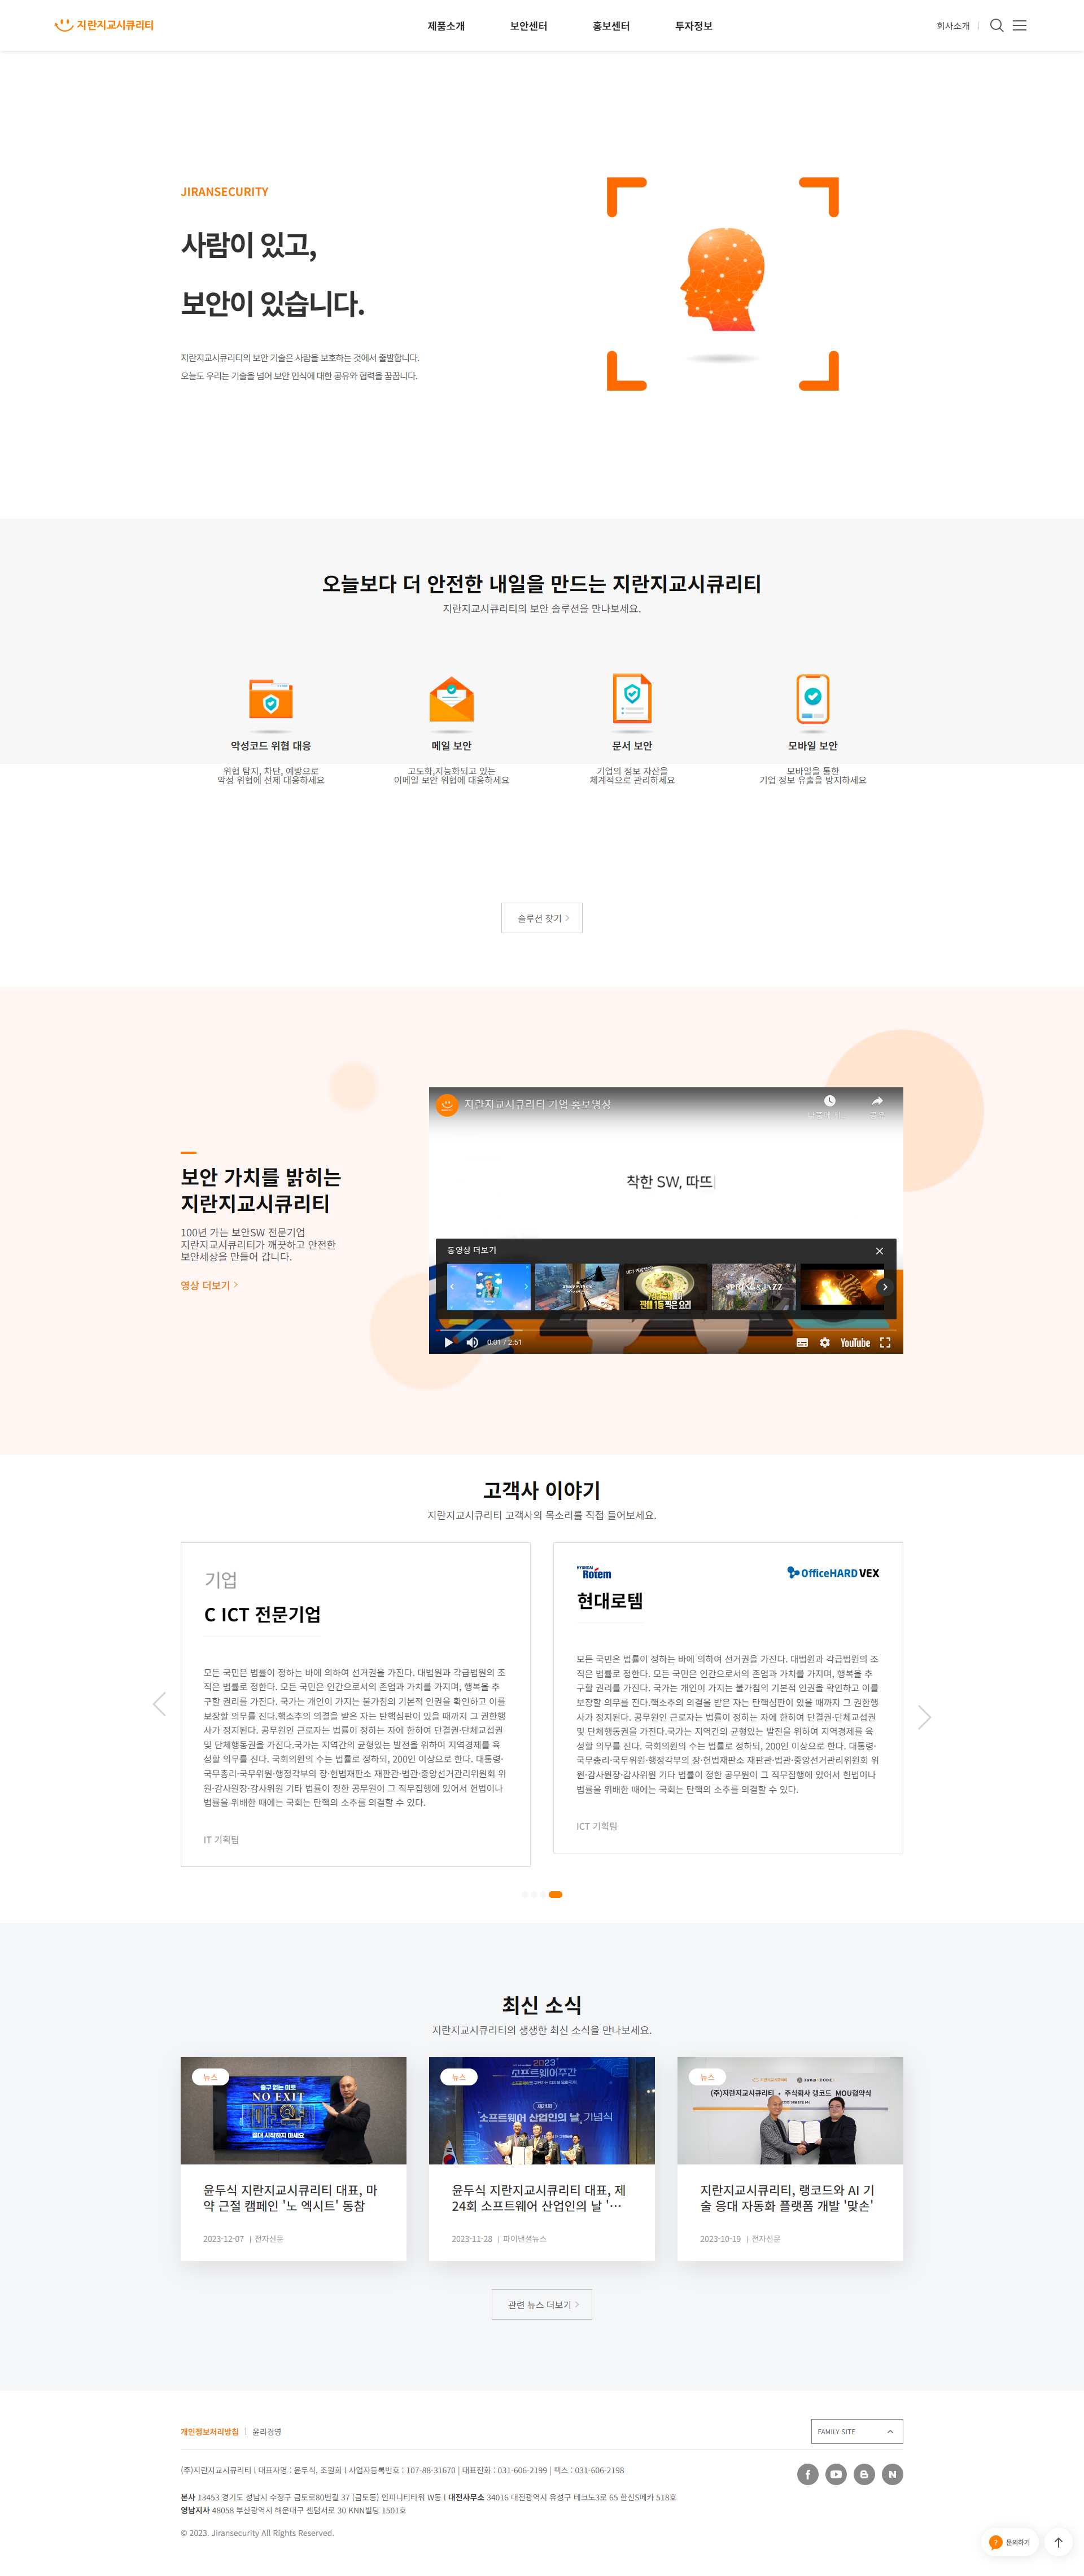 지란지교시큐리티
제품소개
보안센터
홍보센터
투자정보
회사소개
JIRANSECURITY
사람이 있고,
보안이 있습니다.
지란지교시큐리티의 보안 기술은 사람을 보호하는 것에서 출발합니다.
오늘도 우리는 기술을 넘어 보안 인식에 대한 공유와 협력을 꿈꿉니다.
오늘보다 더 안전한 내일을 만드는 지란지교시큐리티
지란지교시큐리티의 보안 솔루션을 만나보세요.
악성코드 위협 대응
위협 탐지, 차단, 예방으로
악성 위협에 선제 대응하세요
메일 보안
고도화,지능화되고 있는
이메일 보안 위협에 대응하세요
문서 보안
기업의 정보 자산을
체계적으로 관리하세요
모바일 보안
모바일을 통한
기업 정보 유출을 방지하세요
솔루션 찾기
보안 가치를 밝히는
지란지교시큐리티
100년 가는 보안SW 전문기업
지란지교시큐리티가 깨끗하고 안전한
보안세상을 만들어 갑니다.
영상 더보기
지란지교시큐리티 기업 홍보영상
착한 SW, 따뜨
동영상 더보기
SPRING & JAZZ
0:01 / 2:51
YouTube
고객사 이야기
지란지교시큐리티 고객사의 목소리를 직접 들어보세요.
기업
C ICT 전문기업
모든 국민은 법률이 정하는 바에 의하여 선거권을 가진다. 대법원과 각급법원의 조
직은 법률로 정한다. 모든 국민은 인간으로서의 존엄과 가치를 가지며, 행복을 추
구할 권리를 가진다. 국가는 개인이 가지는 불가침의 기본적 인권을 확인하고 이를
보장할 의무를 진다.핵소추의 의결을 받은 자는 탄핵심판이 있을 때까지 그 권한행
사가 정지된다. 공무원인 근로자는 법률이 정하는 자에 한하여 단결권·단체교섭권
및 단체행동권을 가진다.국가는 지역간의 균형있는 발전을 위하여 지역경제를 육
성할 의무를 진다. 국회의원의 수는 법률로 정하되, 200인 이상으로 한다. 대통령·
국무총리·국무위원·행정각부의 장·헌법재판소 재판관·법관·중앙선거관리위원회 위
원·감사원장·감사위원 기타 법률이 정한 공무원이 그 직무집행에 있어서 헌법이나
법률을 위배한 때에는 국회는 탄핵의 소추를 의결할 수 있다.
IT 기획팀
HYUNDAI
Rotem
OfficeHARD VEX
현대로템
모든 국민은 법률이 정하는 바에 의하여 선거권을 가진다. 대법원과 각급법원의 조
직은 법률로 정한다. 모든 국민은 인간으로서의 존엄과 가치를 가지며, 행복을 추
구할 권리를 가진다. 국가는 개인이 가지는 불가침의 기본적 인권을 확인하고 이를
보장할 의무를 진다.핵소추의 의결을 받은 자는 탄핵심판이 있을 때까지 그 권한행
사가 정지된다. 공무원인 근로자는 법률이 정하는 자에 한하여 단결권·단체교섭권
및 단체행동권을 가진다.국가는 지역간의 균형있는 발전을 위하여 지역경제를 육
성할 의무를 진다. 국회의원의 수는 법률로 정하되, 200인 이상으로 한다. 대통령·
국무총리·국무위원·행정각부의 장·헌법재판소 재판관·법관·중앙선거관리위원회 위
원·감사원장·감사위원 기타 법률이 정한 공무원이 그 직무집행에 있어서 헌법이나
법률을 위배한 때에는 국회는 탄핵의 소추를 의결할 수 있다.
ICT 기획팀
최신 소식
지란지교시큐리티의 생생한 최신 소식을 만나보세요.
뉴스
출구 없는 미로
NO EXIT
마약
절대 시작하지 마세요
윤두식 지란지교시큐리티 대표, 마
약 근절 캠페인 '노 엑시트' 동참
2023-12-07 | 전자신문
뉴스
2023
소프트웨어주간
제24회
'소프트웨어 산업인의 날' 기념식
윤두식 지란지교시큐리티 대표, 제
24회 소프트웨어 산업인의 날 '…
2023-11-28 | 파이낸셜뉴스
뉴스
(주)지란지교시큐리티 • 주식회사 랭코드 MOU협약식
지란지교시큐리티, 랭코드와 AI 기
술 응대 자동화 플랫폼 개발 '맞손'
2023-10-19 | 전자신문
관련 뉴스 더보기
개인정보처리방침 | 윤리경영
FAMILY SITE
(주)지란지교시큐리티 l 대표자명 : 윤두식, 조원희 l 사업자등록번호 : 107-88-31670 | 대표전화 : 031-606-2199 | 팩스 : 031-606-2198
본사 13453 경기도 성남시 수정구 금토로80번길 37 (금토동) 인피니티타워 W동 l 대전사무소 34016 대전광역시 유성구 테크노3로 65 한신S메카 518호
영남지사 48058 부산광역시 해운대구 센텀서로 30 KNN빌딩 1501호
© 2023. Jiransecurity All Rights Reserved.
문의하기